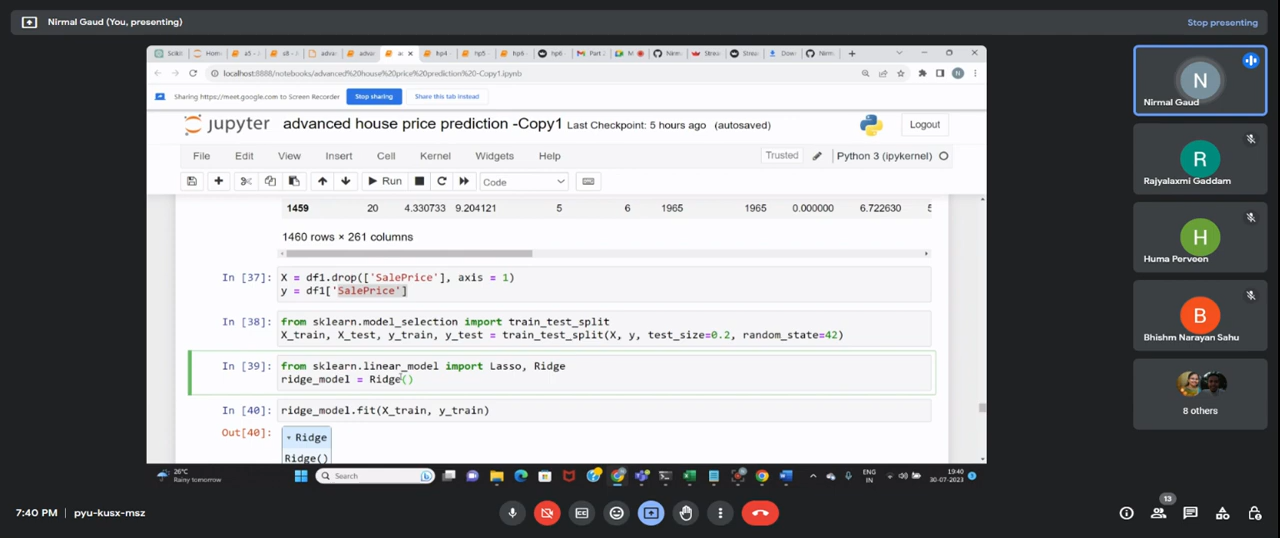 Nirmal Gaud (You, presenting)
Stop presenting
localhost:8888/notebooks/advanced%20house%20price%20prediction%20-Copy1.ipynb
Sharing https://meet.google.com to Screen Recorder
Stop sharing
Share this tab instead
jupyter advanced house price prediction -Copy1 Last Checkpoint: 5 hours ago (autosaved)
Logout
File Edit View Insert Cell Kernel Widgets Help
Trusted
Python 3 (ipykernel)
Run
Code
1459 20 4.330733 9.204121 5 6 1965 1965 0.000000 6.722630
1460 rows × 261 columns
In [37]: X = df1.drop(['SalePrice'], axis = 1)
y = df1['SalePrice']
In [38]: from sklearn.model_selection import train_test_split
X_train, X_test, y_train, y_test = train_test_split(X, y, test_size=0.2, random_state=42)
In [39]: from sklearn.linear_model import Lasso, Ridge
ridge_model = Ridge()
In [40]: ridge_model.fit(X_train, y_train)
Out[40]: ▾ Ridge
Ridge()
26°C
Rainy tomorrow
Search
ENG
IN
19:40
30-07-2023
N
Nirmal Gaud
R
Rajyalaxmi Gaddam
H
Huma Perveen
B
Bhishm Narayan Sahu
8 others
7:40 PM | pyu-kusx-msz
13